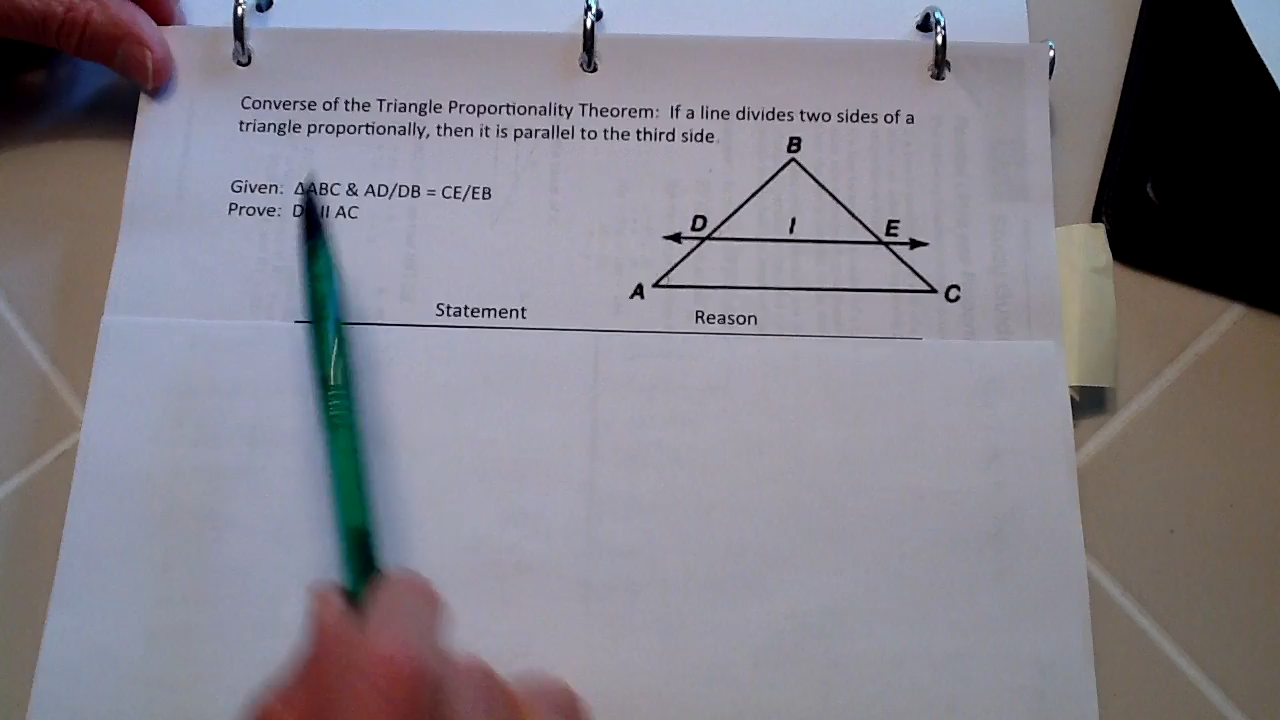 Converse of the Triangle Proportionality Theorem: If a line divides two sides of a
triangle proportionally, then it is parallel to the third side.
Given: ΔABC & AD/DB = CE/EB
Prove: D II AC
B
D
l
E
A
C
Statement
Reason